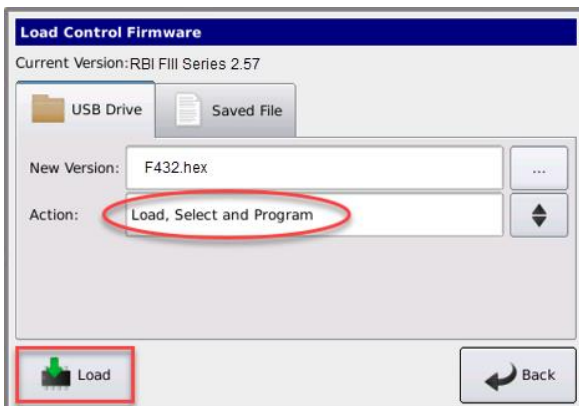 Load Control Firmware
Current Version:RBI FIII Series 2.57
USB Drive
Saved File
New Version: F432.hex ...
Action: Load, Select and Program
Load
Back